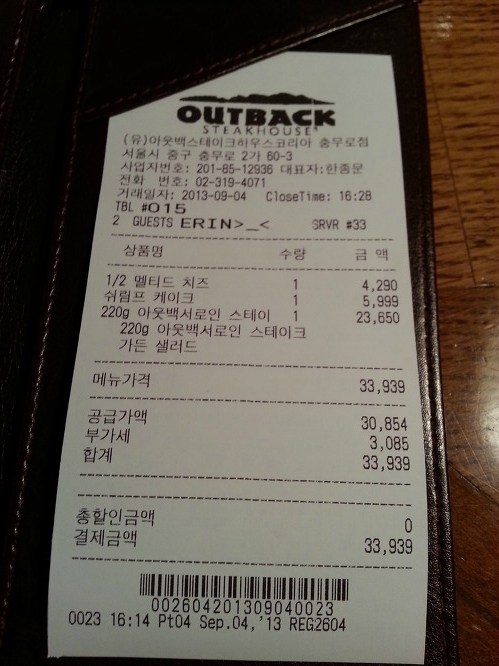 OUTBACK
STEAKHOUSE®
(유)아웃백스테이크하우스코리아 충무로점
서울시 중구 충무로 2가 60-3
사업자번호: 201-85-12936 대표자:한종문
전화 번호: 02-319-4071
거래일자: 2013-09-04 CloseTime: 16:28
TBL #015
2 GUESTS ERIN>_< SRVR #33
상품명 수량 금 액
1/2 멜티드 치즈 1 4,290
쉬림프 케이크 1 5,999
220g 아웃백서로인 스테이 1 23,650
220g 아웃백서로인 스테이크
가든 샐러드
메뉴가격 33,939
공급가액 30,854
부가세 3,085
합계 33,939
총할인금액 0
결제금액 33,939
0026042013090400​23
0023 16:14 Pt04 Sep.04,'13 REG2604